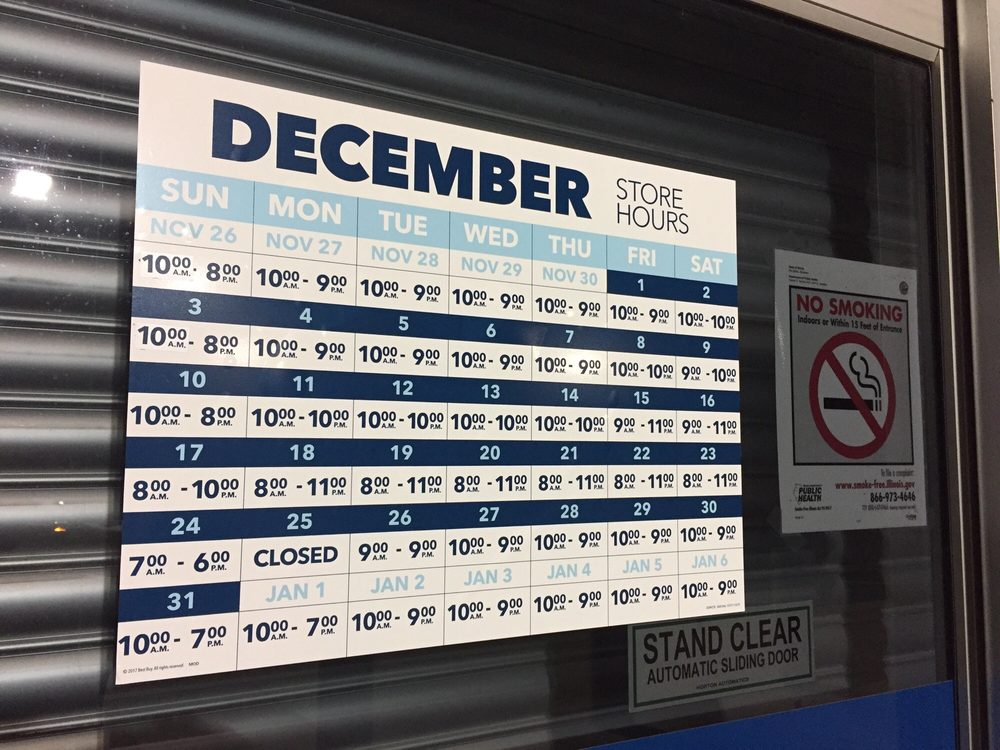 DECEMBER STORE HOURS
SUN MON TUE WED THU FRI SAT
NOV 26 NOV 27 NOV 28 NOV 29 NOV 30 1 2
10:00 A.M. - 8:00 P.M. 10:00 A.M. - 9:00 P.M. 10:00 A.M. - 9:00 P.M. 10:00 A.M. - 9:00 P.M. 10:00 A.M. - 9:00 P.M. 10:00 A.M. - 9:00 P.M. 10:00 A.M. - 10:00 P.M.
3 4 5 6 7 8 9
10:00 A.M. - 8:00 P.M. 10:00 A.M. - 9:00 P.M. 10:00 A.M. - 9:00 P.M. 10:00 A.M. - 9:00 P.M. 10:00 A.M. - 9:00 P.M. 10:00 A.M. - 10:00 P.M. 9:00 A.M. - 10:00 P.M.
10 11 12 13 14 15 16
10:00 A.M. - 8:00 P.M. 10:00 A.M. - 10:00 P.M. 10:00 A.M. - 10:00 P.M. 10:00 A.M. - 10:00 P.M. 10:00 A.M. - 10:00 P.M. 9:00 A.M. - 11:00 P.M. 9:00 A.M. - 11:00 P.M.
17 18 19 20 21 22 23
8:00 A.M. - 10:00 P.M. 8:00 A.M. - 11:00 P.M. 8:00 A.M. - 11:00 P.M. 8:00 A.M. - 11:00 P.M. 8:00 A.M. - 11:00 P.M. 8:00 A.M. - 11:00 P.M. 8:00 A.M. - 11:00 P.M.
24 25 26 27 28 29 30
7:00 A.M. - 6:00 P.M. CLOSED 9:00 A.M. - 9:00 P.M. 10:00 A.M. - 9:00 P.M. 10:00 A.M. - 9:00 P.M. 10:00 A.M. - 9:00 P.M. 10:00 A.M. - 9:00 P.M.
31 JAN 1 JAN 2 JAN 3 JAN 4 JAN 5 JAN 6
10:00 A.M. - 7:00 P.M. 10:00 A.M. - 7:00 P.M. 10:00 A.M. - 9:00 P.M. 10:00 A.M. - 9:00 P.M. 10:00 A.M. - 9:00 P.M. 10:00 A.M. - 9:00 P.M. 10:00 A.M. - 9:00 P.M.
© 2017 Best Buy. All rights reserved. MOD
NO SMOKING
Indoors or Within 15 Feet of Entrance
To file a complaint:
www.smoke-free.illinois.gov
866-973-4646
PUBLIC
HEALTH
STAND CLEAR
AUTOMATIC SLIDING DOOR
HORTON AUTOMATICS